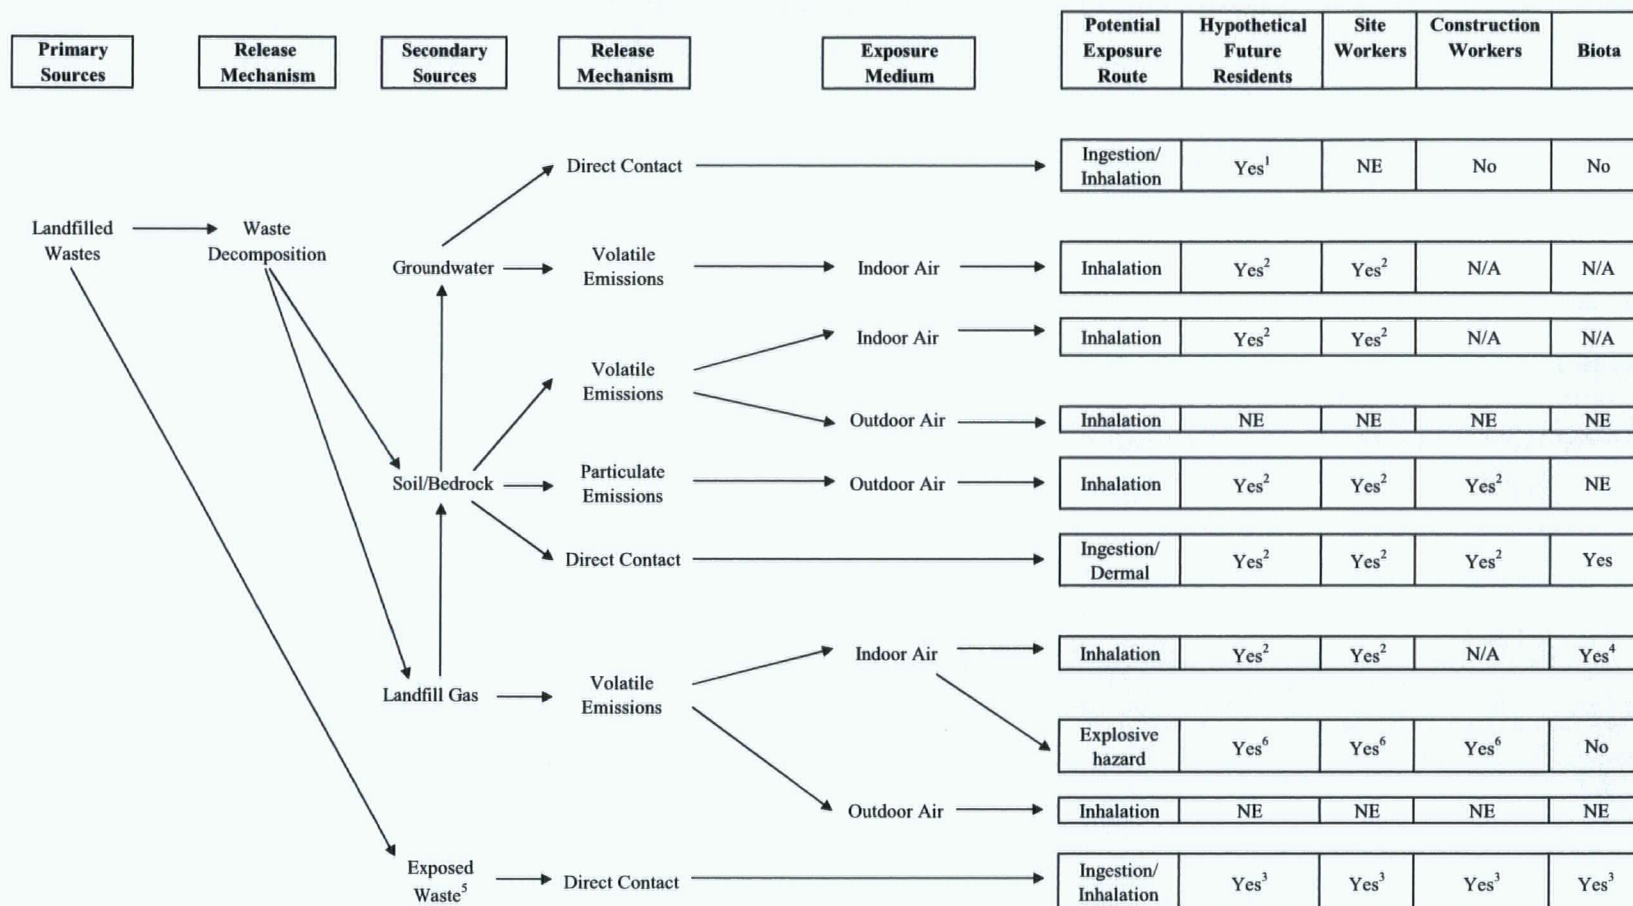 Primary
Sources
Release
Mechanism
Secondary
Sources
Release
Mechanism
Exposure
Medium
Potential
Exposure
Route
Hypothetical
Future
Residents
Site
Workers
Construction
Workers
Biota
Landfilled
Wastes
Waste
Decomposition
Groundwater
Soil/Bedrock
Landfill Gas
Exposed
Waste⁵
Direct Contact
Ingestion/
Inhalation
Yes¹
NE
No
No
Volatile
Emissions
Indoor Air
Inhalation
Yes²
Yes²
N/A
N/A
Volatile
Emissions
Indoor Air
Inhalation
Yes²
Yes²
N/A
N/A
Outdoor Air
Inhalation
NE
NE
NE
NE
Particulate
Emissions
Outdoor Air
Inhalation
Yes²
Yes²
Yes²
NE
Direct Contact
Ingestion/
Dermal
Yes²
Yes²
Yes²
Yes
Volatile
Emissions
Indoor Air
Inhalation
Yes²
Yes²
N/A
Yes⁴
Explosive
hazard
Yes⁶
Yes⁶
Yes⁶
No
Outdoor Air
Inhalation
NE
NE
NE
NE
Direct Contact
Ingestion/
Inhalation
Yes³
Yes³
Yes³
Yes³